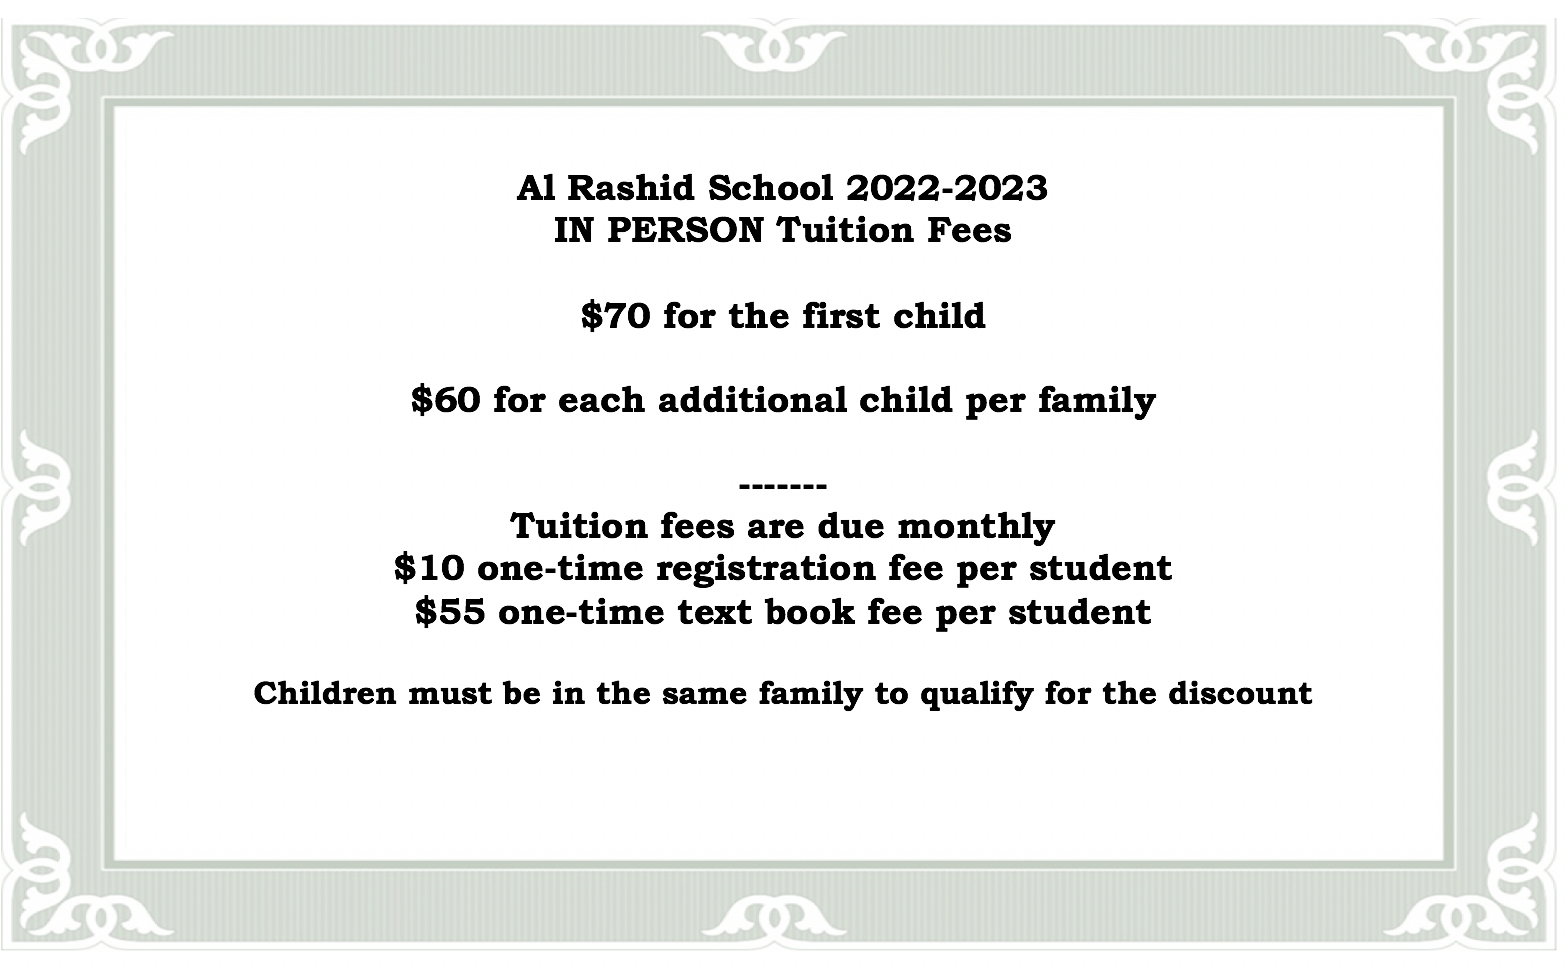 Al Rashid School 2022-2023
IN PERSON Tuition Fees
$70 for the first child
$60 for each additional child per family
-------
Tuition fees are due monthly
$10 one-time registration fee per student
$55 one-time text book fee per student
Children must be in the same family to qualify for the discount